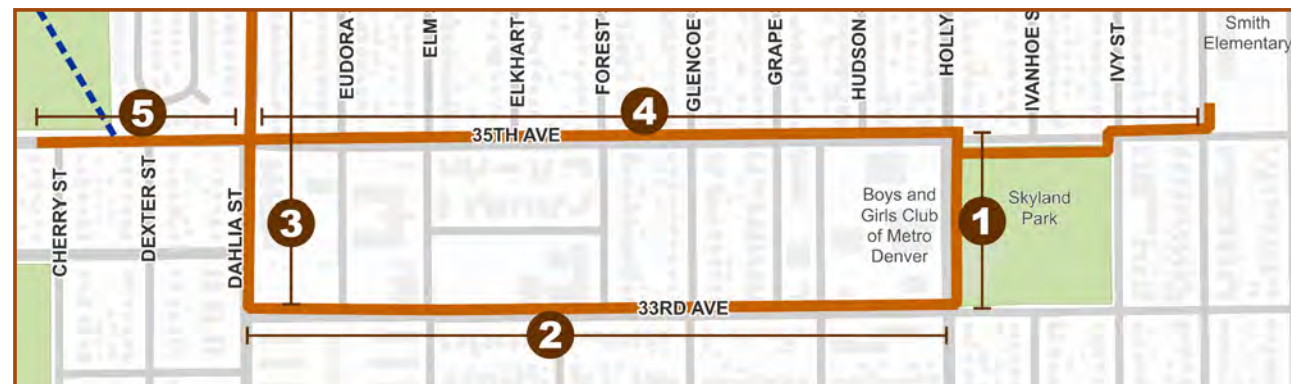 Smith
Elementary
EUDORA
ELM
ELKHART
FOREST
GLENCOE
GRAPE
HUDSON
HOLLY
IVANHOE S
IVY ST
5
4
35TH AVE
CHERRY ST
DEXTER ST
DAHLIA ST
3
Boys and
Girls Club
of Metro
Denver
1
Skyland
Park
33RD AVE
2